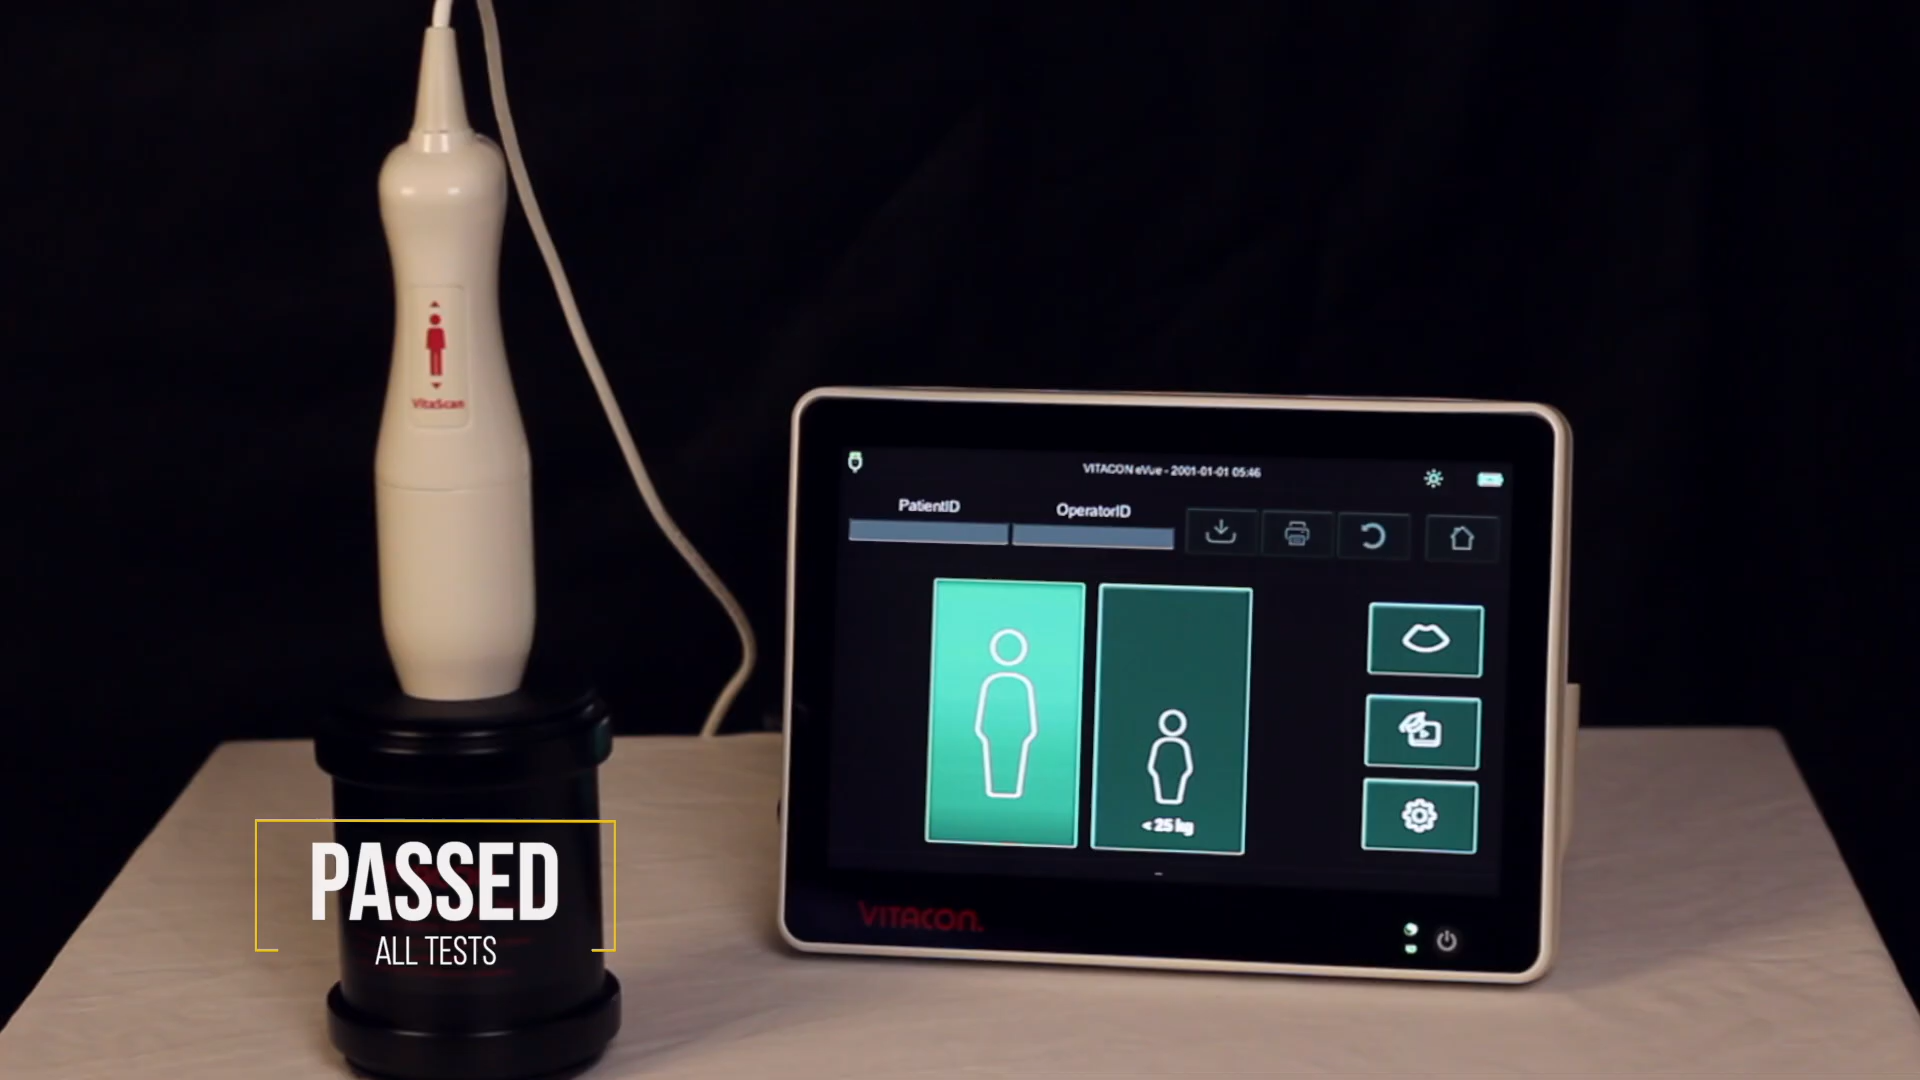 VitaScan
VITACON eVue - 2001-01-01 05:46
PatientID
OperatorID
< 25 kg
VITACON.
PASSED
ALL TESTS